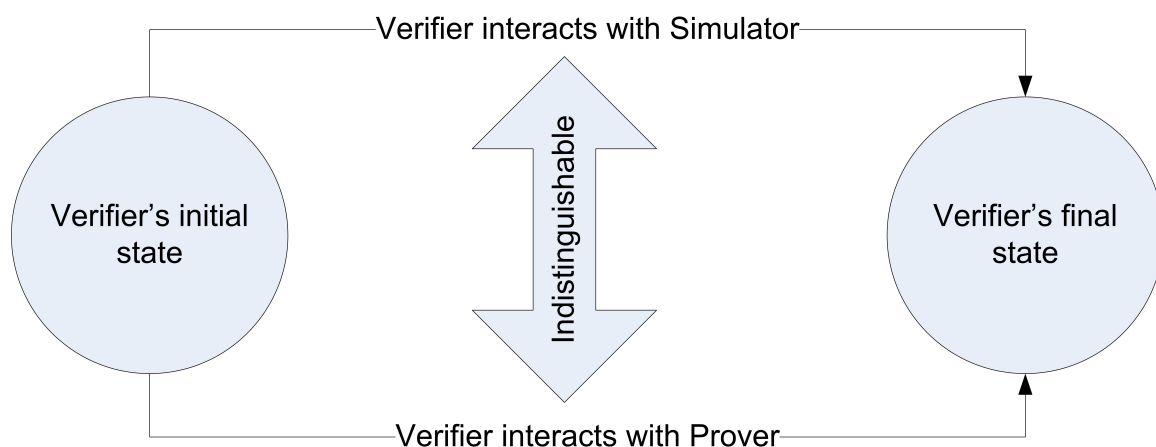 Verifier interacts with Simulator
Verifier’s initial
state
Indistinguishable
Verifier’s final
state
Verifier interacts with Prover